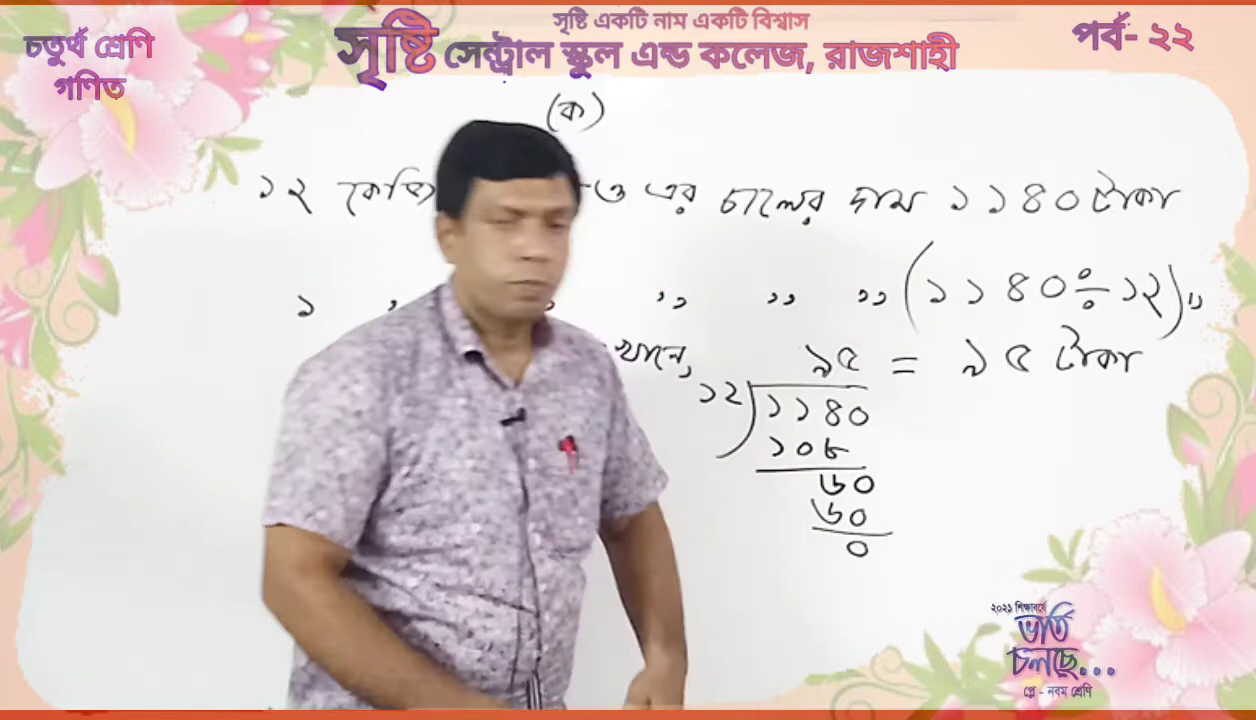 চতুর্থ শ্রেণি
গণিত
সৃষ্টি একটি নাম একটি বিশ্বাস
সৃষ্টি সেন্ট্রাল স্কুল এন্ড কলেজ, রাজশাহী
পর্ব- ২২
(ক)
১২ কেজি ও এর চালের দাম ১১৪০ টাকা
১ " " " (১১৪০ ÷ ১২) "
খানে, ৯৫ = ৯৫ টাকা
১২ ) ১১৪০
১০৮
৬০
৬০
০
২০২১ শিক্ষাবর্ষে
ভর্তি
চলছে...
প্লে - নবম শ্রেণি